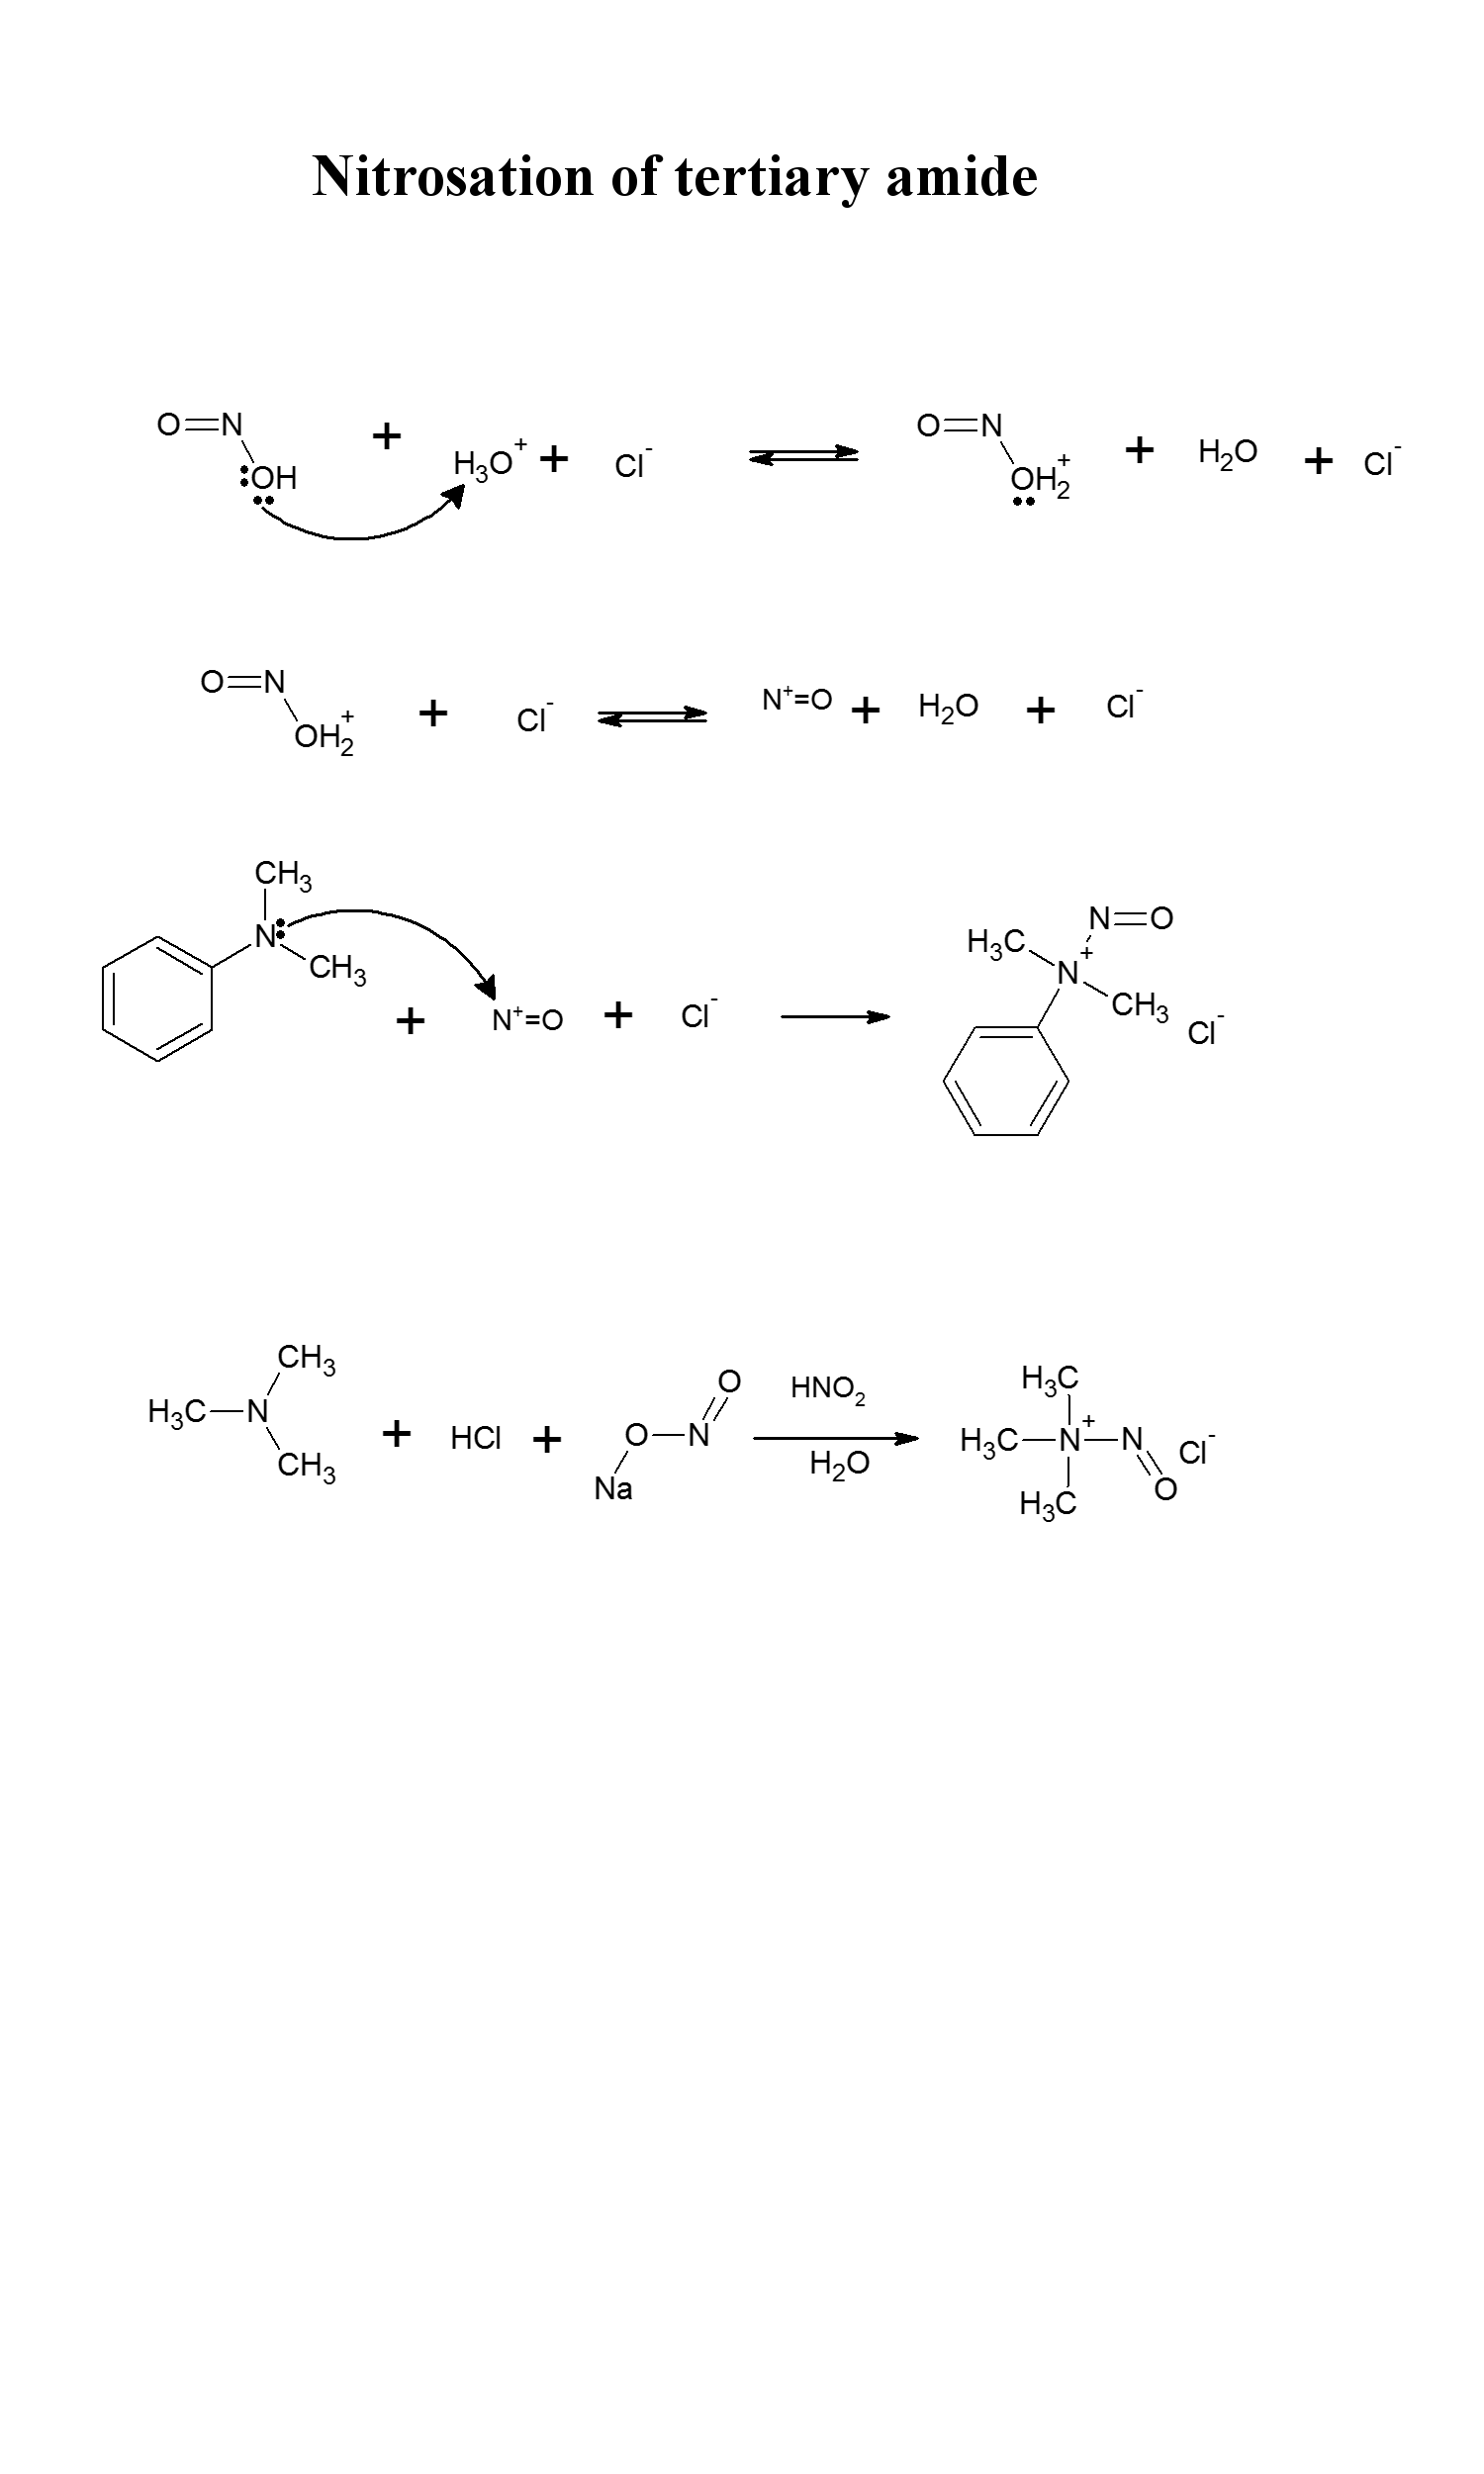 Nitrosation of tertiary amide
O=N OH + H₃O⁺ + Cl⁻ ⇌ O=N OH₂⁺ + H₂O + Cl⁻
O=N OH₂⁺ + Cl⁻ ⇌ N⁺=O + H₂O + Cl⁻
CH₃
N CH₃ + N⁺=O + Cl⁻ → H₃C N⁺ N=O CH₃ Cl⁻
CH₃ O HNO₂ H₃C
H₃C N + HCl + O N → H₃C N⁺ N Cl⁻
CH₃ Na H₂O H₃C O